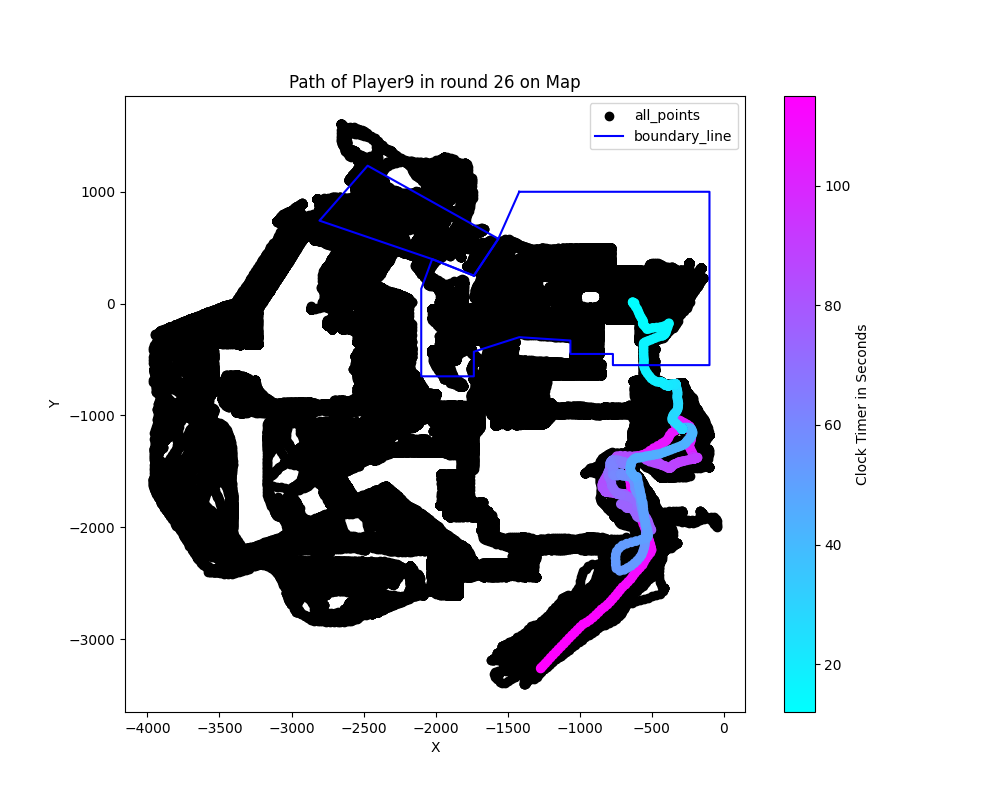 Path of Player9 in round 26 on Map
all_points
boundary_line
1000
0
−1000
−2000
−3000
Y
−4000 −3500 −3000 −2500 −2000 −1500 −1000 −500 0
X
100
80
60
40
20
Clock Timer in Seconds